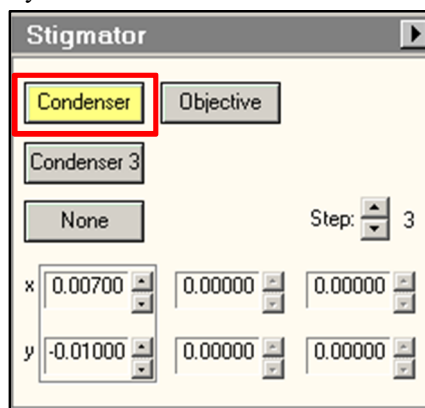 Stigmator
Condenser Objective
Condenser 3
None Step: 3
x 0.00700 0.00000 0.00000
y -0.01000 0.00000 0.00000